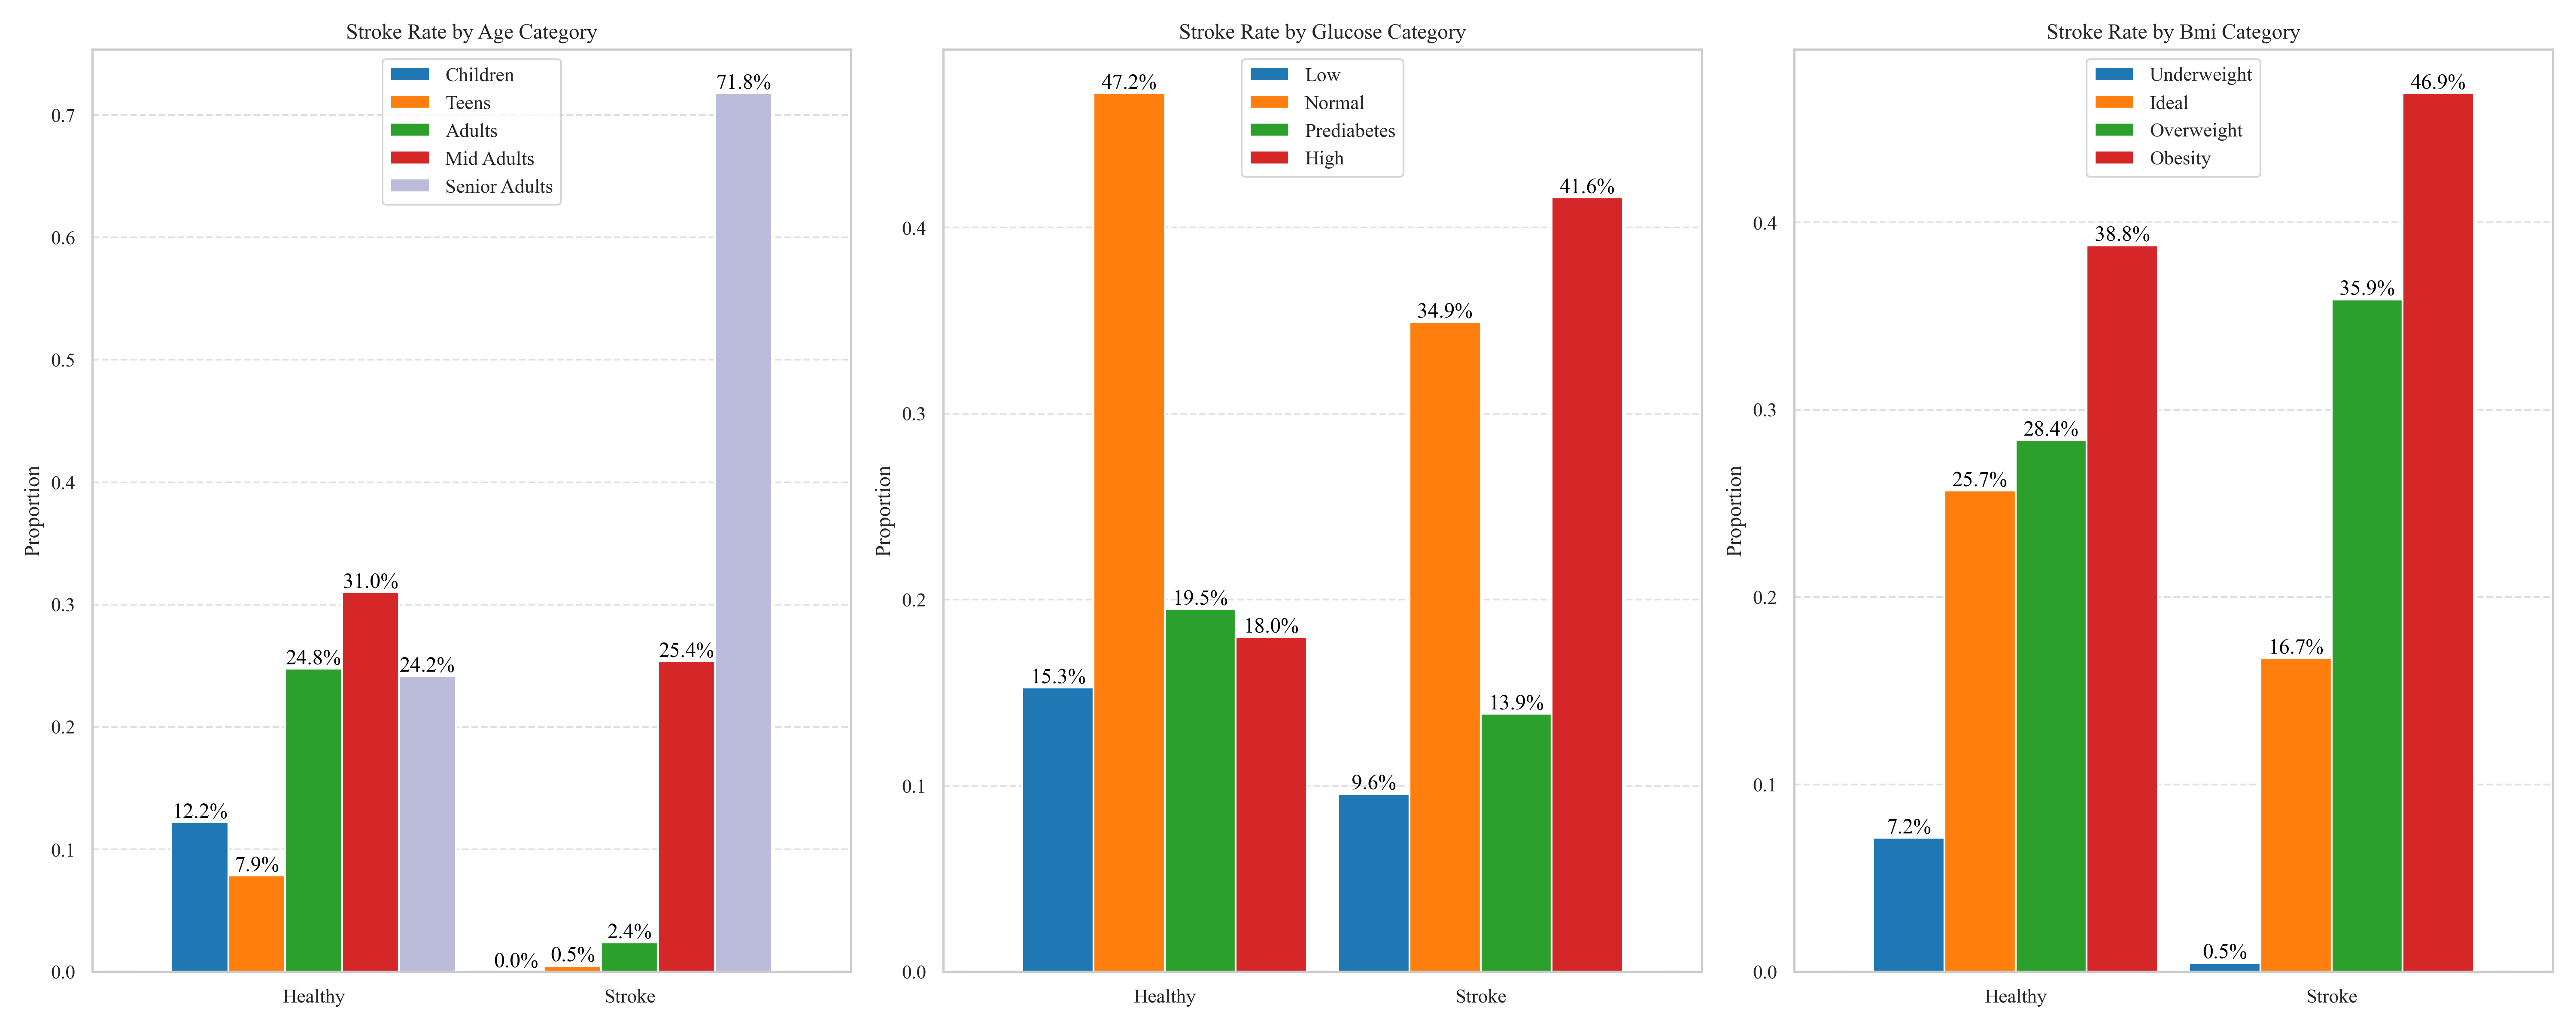 Stroke Rate by Age Category
Children
Teens
Adults
Mid Adults
Senior Adults
Proportion
0.7
0.6
0.5
0.4
0.3
0.2
0.1
0.0
12.2%
7.9%
24.8%
31.0%
24.2%
0.0%
0.5%
2.4%
25.4%
71.8%
Healthy
Stroke
Stroke Rate by Glucose Category
Low
Normal
Prediabetes
High
Proportion
0.4
0.3
0.2
0.1
0.0
15.3%
47.2%
19.5%
18.0%
9.6%
34.9%
13.9%
41.6%
Healthy
Stroke
Stroke Rate by Bmi Category
Underweight
Ideal
Overweight
Obesity
Proportion
0.4
0.3
0.2
0.1
0.0
7.2%
25.7%
28.4%
38.8%
0.5%
16.7%
35.9%
46.9%
Healthy
Stroke